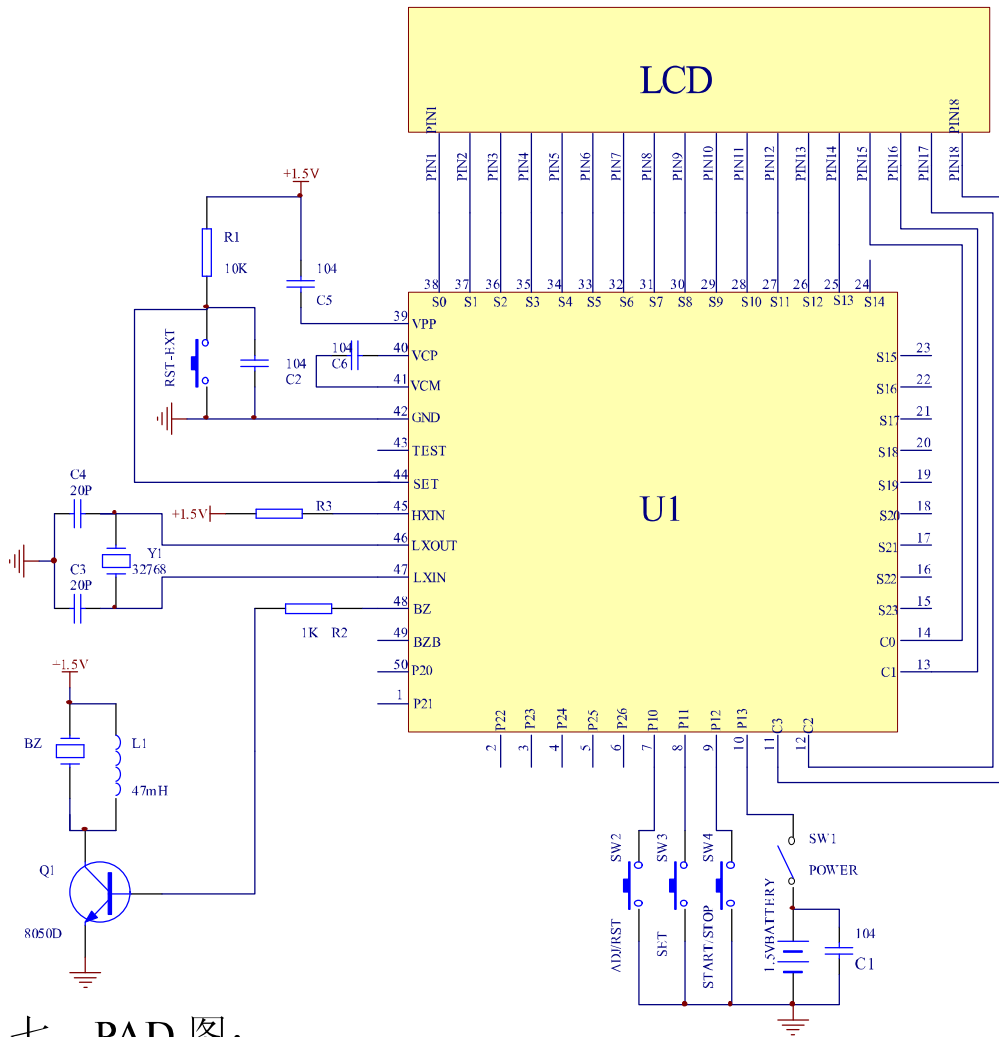 LCD
PIN1 PIN18
PIN1 PIN2 PIN3 PIN4 PIN5 PIN6 PIN7 PIN8 PIN9 PIN10 PIN11 PIN12 PIN13 PIN14 PIN15 PIN16 PIN17 PIN18
+1.5V
R1
10K
104
C5
38 37 36 35 34 33 32 31 30 29 28 27 26 25 24
S0 S1 S2 S3 S4 S5 S6 S7 S8 S9 S10 S11 S12 S13 S14
RST-EXT
104
C2
104
C6
39 VPP
40 VCP
41 VCM
42 GND
43 TEST
44 SET
45 HXIN
46 LXOUT
47 LXIN
48 BZ
49 BZB
50 P20
1 P21
U1
S15 23
S16 22
S17 21
S18 20
S19 19
S20 18
S21 17
S22 16
S23 15
C0 14
C1 13
C4
20P
+1.5V
R3
Y1
32768
C3
20P
1K R2
+1.5V
BZ
L1
47mH
Q1
8050D
P22 P23 P24 P25 P26 P10 P11 P12 P13 C3 C2
2 3 4 5 6 7 8 9 10 11 12
SW2 SW3 SW4
ADJ/RST SET START/STOP
SW1
POWER
1.5VBATTERY
104
C1
七、PAD 图: